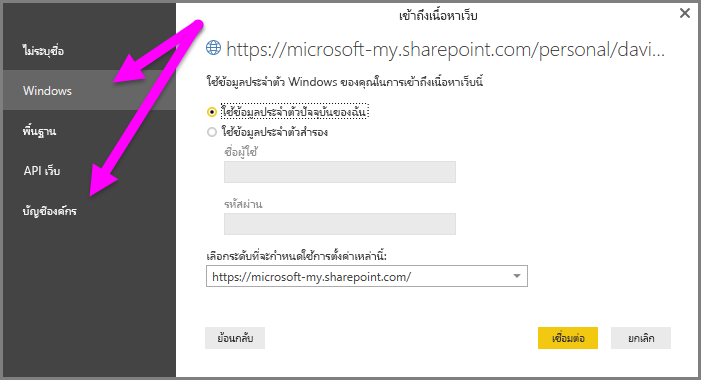 เข้าถึงเนื้อหาเว็บ
ไม่ระบุชื่อ
Windows
พื้นฐาน
API เว็บ
บัญชีองค์กร
https://microsoft-my.sharepoint.com/personal/davi...
ใช้ข้อมูลประจำตัว Windows ของคุณในการเข้าถึงเนื้อหาเว็บนี้
ใช้ข้อมูลประจำตัวปัจจุบันของฉัน
ใช้ข้อมูลประจำตัวสำรอง
ชื่อผู้ใช้
รหัสผ่าน
เลือกระดับที่จะกำหนดใช้การตั้งค่าเหล่านี้:
https://microsoft-my.sharepoint.com/
ย้อนกลับ
เชื่อมต่อ
ยกเลิก